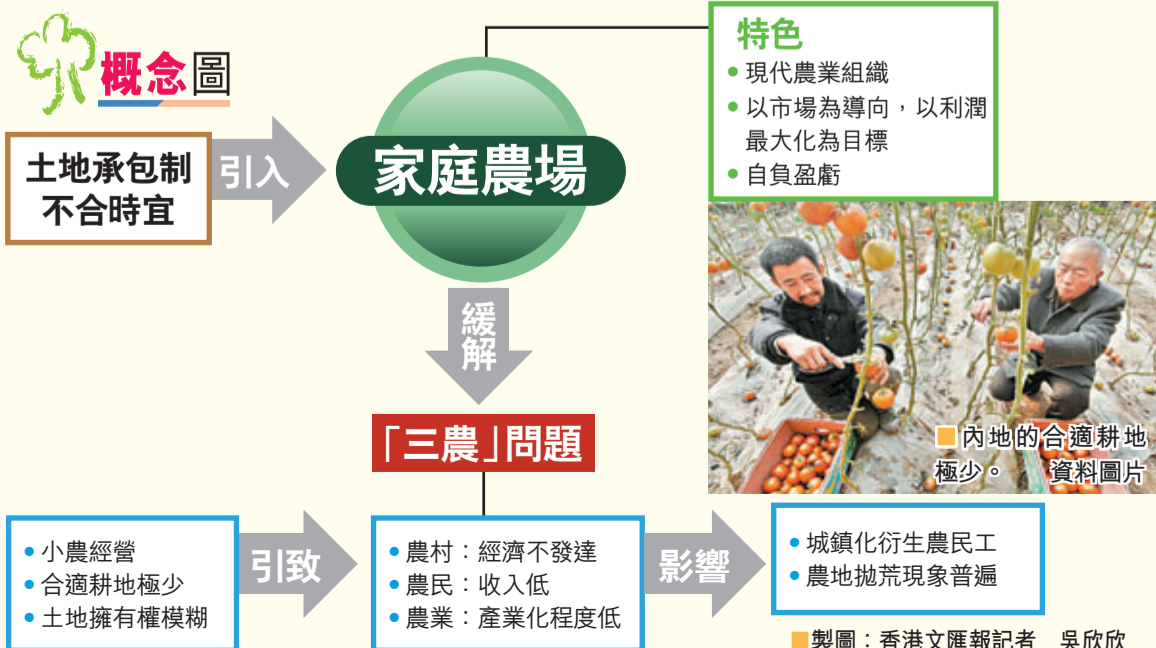 概念圖
土地承包制
不合時宜
引入
家庭農場
特色
• 現代農業組織
• 以市場為導向，以利潤
最大化為目標
• 自負盈虧
緩解
「三農」問題
■內地的合適耕地
極少。 資料圖片
• 小農經營
• 合適耕地極少
• 土地擁有權模糊
引致
• 農村：經濟不發達
• 農民：收入低
• 農業：產業化程度低
影響
• 城鎮化衍生農民工
• 農地拋荒現象普遍
■製圖：香港文匯報記者 吳欣欣